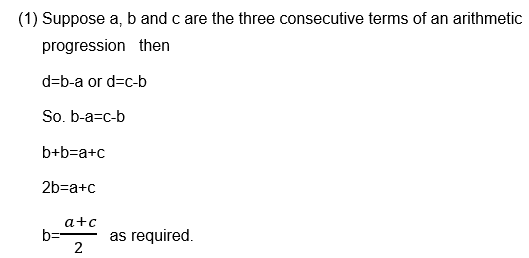 (1) Suppose a, b and c are the three consecutive terms of an arithmetic
progression then
d=b-a or d=c-b
So. b-a=c-b
b+b=a+c
2b=a+c
b=\frac{a+c}{2} as required.